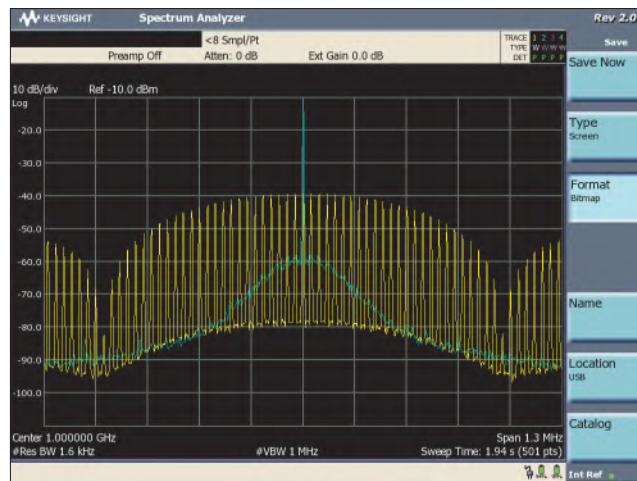 KEYSIGHT Spectrum Analyzer Rev 2.0
<8 Smpl/Pt
Preamp Off Atten: 0 dB Ext Gain 0.0 dB
TRACE 1 2 3 4
TYPE W W W W
DET P P P P
10 dB/div Ref -10.0 dBm
Log
-20.0
-30.0
-40.0
-50.0
-60.0
-70.0
-80.0
-90.0
-100.0
Center 1.000000 GHz Span 1.3 MHz
#Res BW 1.6 kHz #VBW 1 MHz Sweep Time: 1.94 s (501 pts)
Save
Save Now
Type
Screen
Format
Bitmap
Name
Location
USB
Catalog
Int Ref